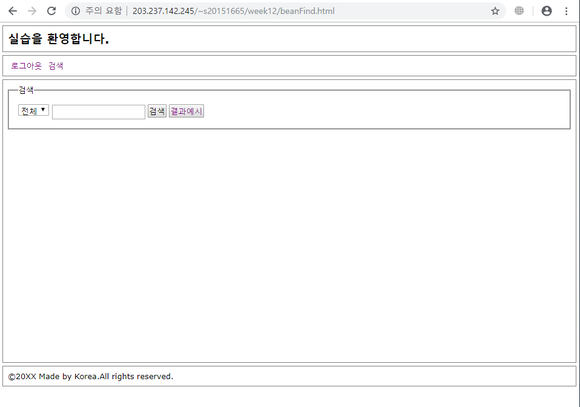 주의 요함 | 203.237.142.245/~s20151665/week12/beanFind.html
실습을 환영합니다.
로그아웃 검색
검색
전체 검색 결과예시
©20XX Made by Korea.All rights reserved.